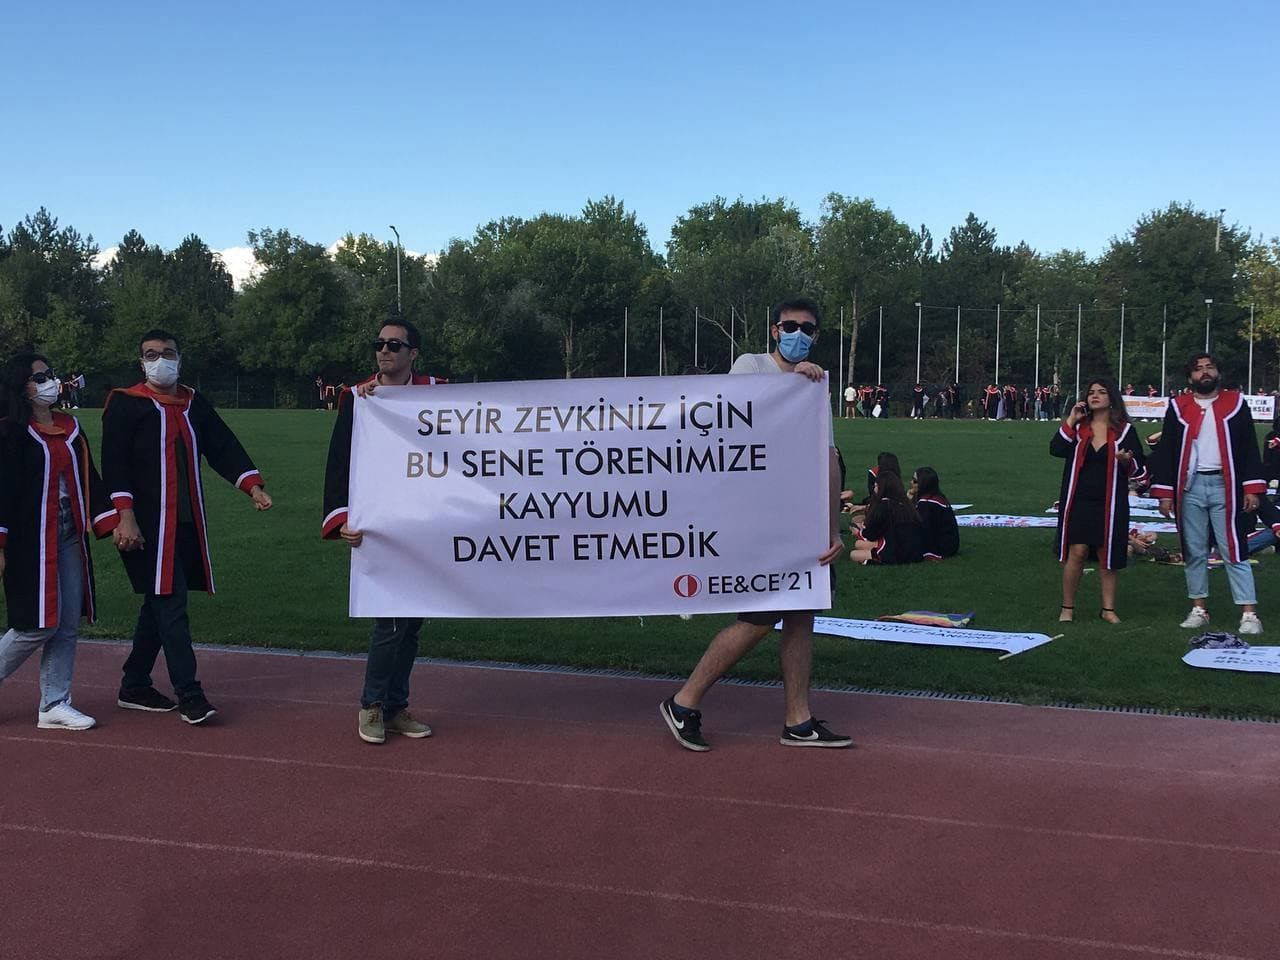 SEYİR ZEVKİNİZ İÇİN
BU SENE TÖRENİMİZE
KAYYUMU
DAVET ETMEDİK
EE&CE'21